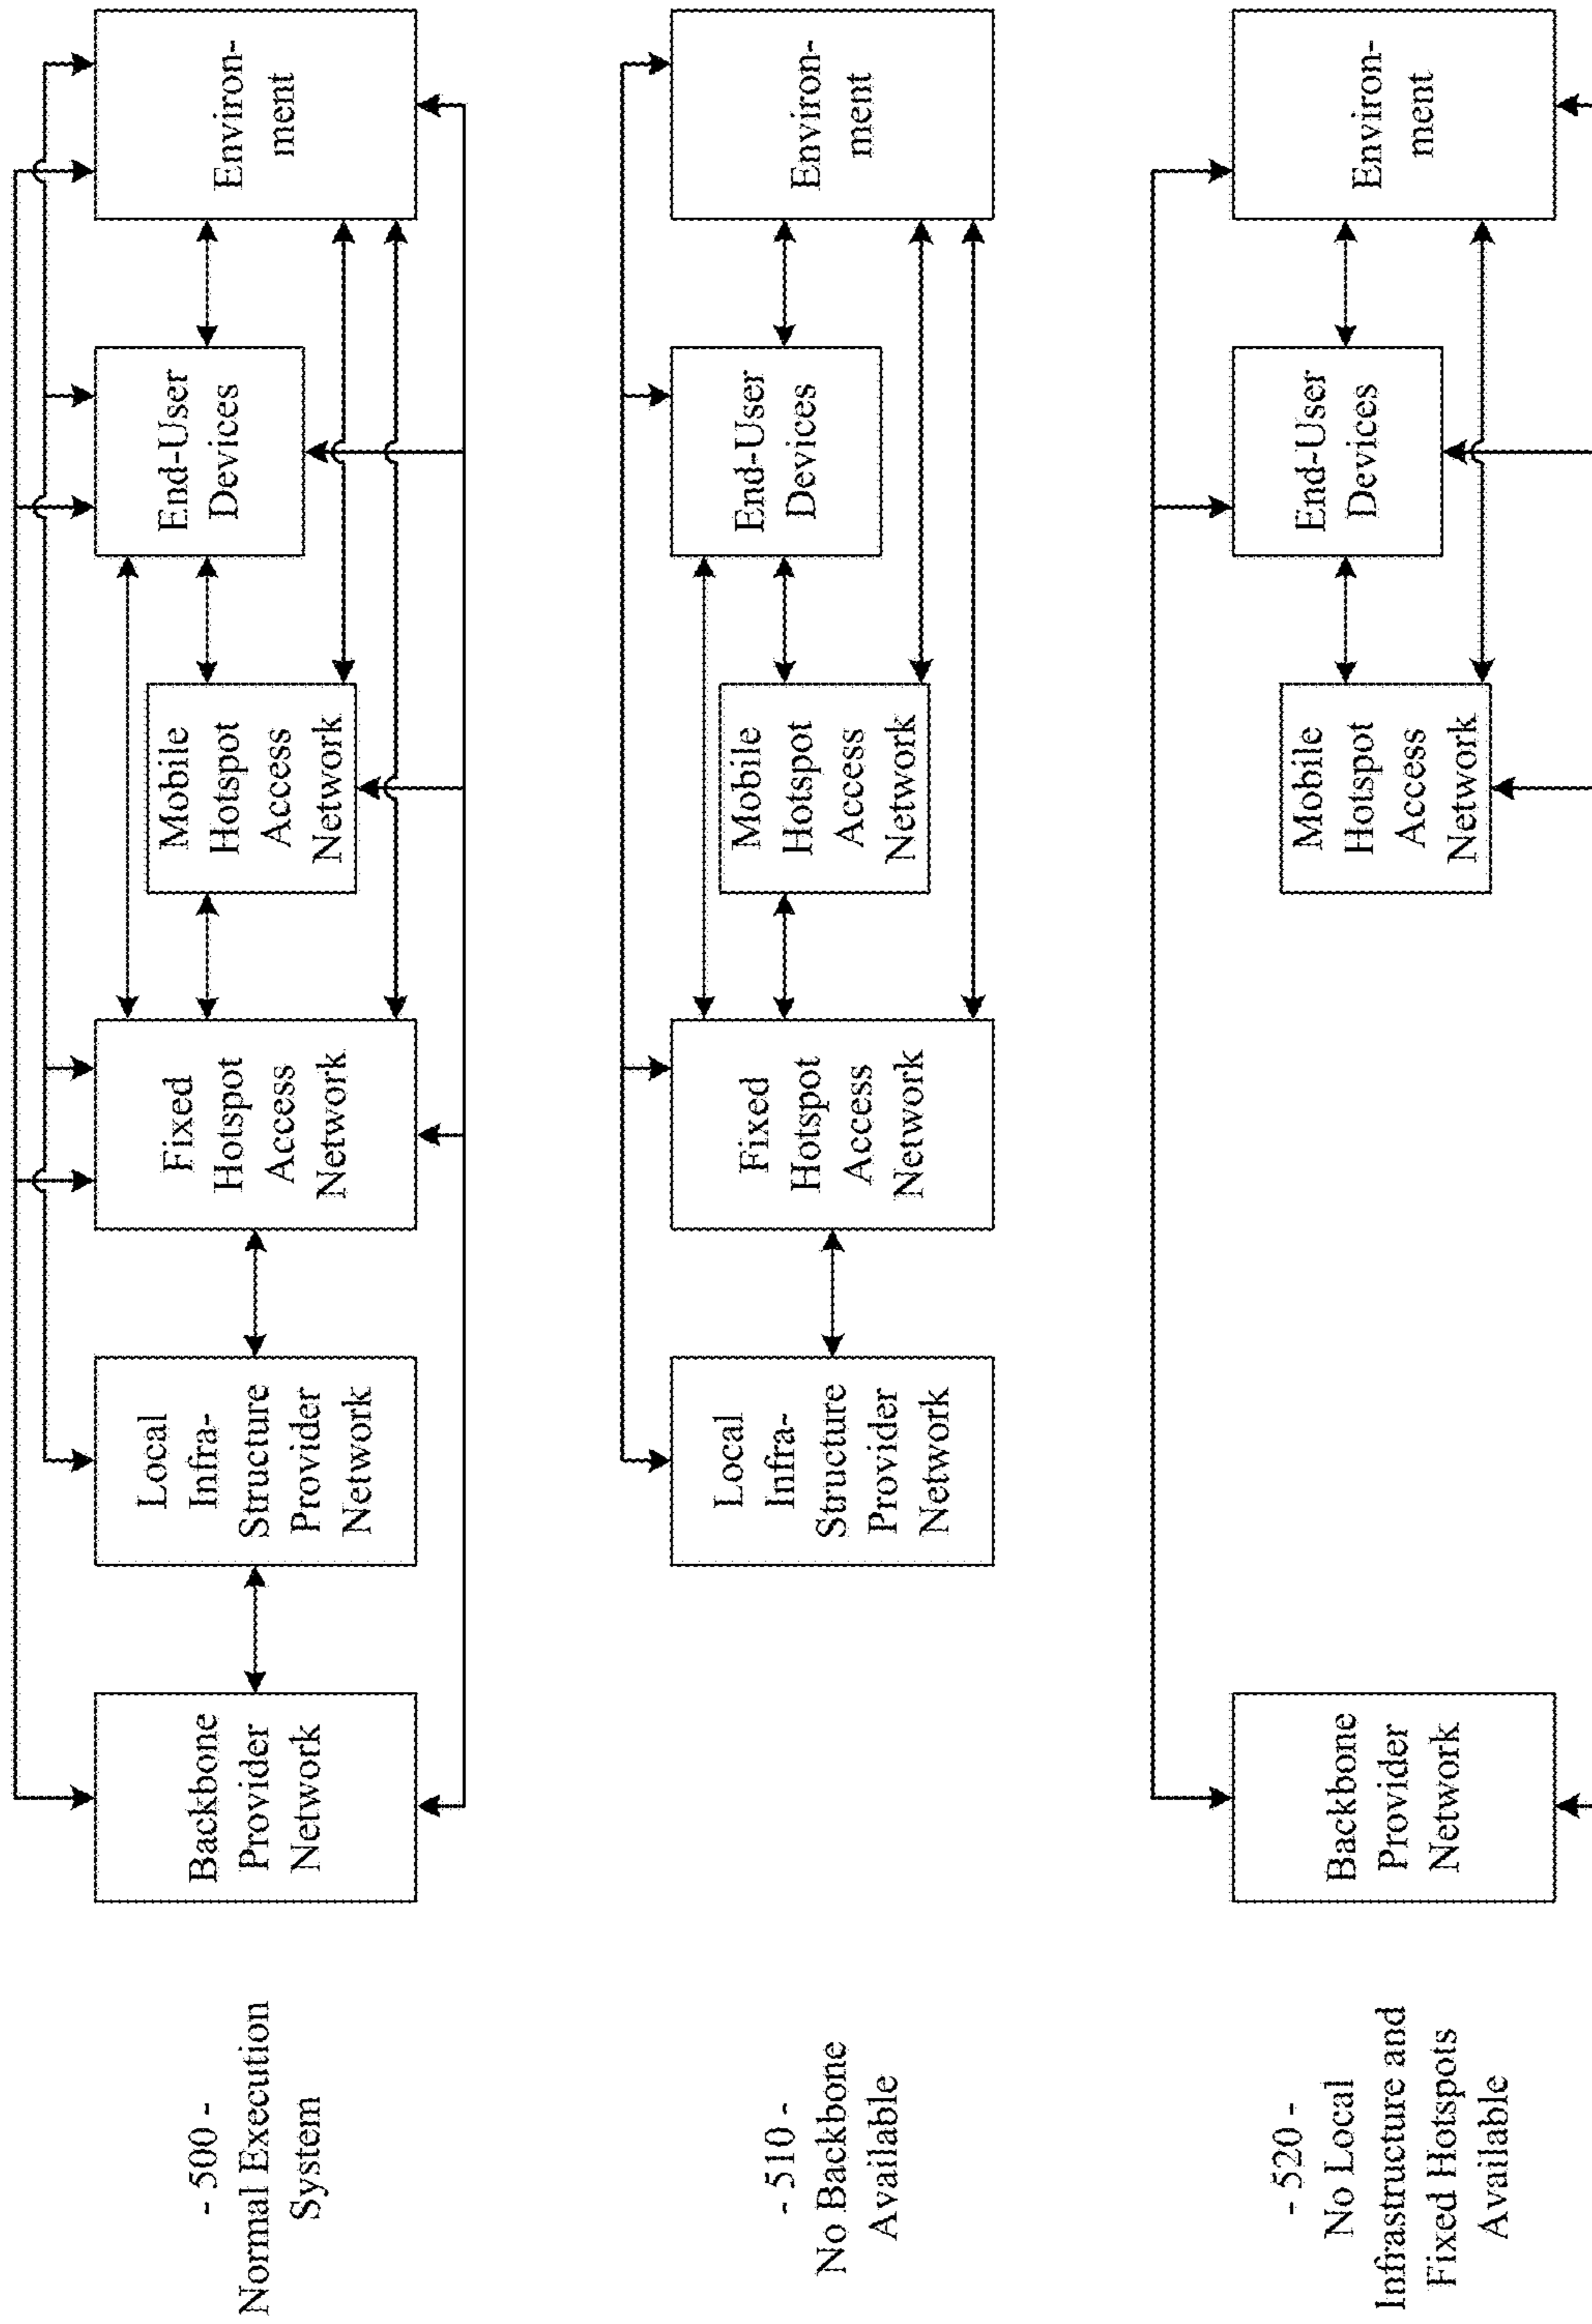 - 500 -
Normal Execution
System
Backbone
Provider
Network
Local
Infra-
Structure
Provider
Network
Fixed
Hotspot
Access
Network
Mobile
Hotspot
Access
Network
End-User
Devices
Environ-
ment
- 510 -
No Backbone
Available
Local
Infra-
Structure
Provider
Network
Fixed
Hotspot
Access
Network
Mobile
Hotspot
Access
Network
End-User
Devices
Environ-
ment
- 520 -
No Local
Infrastructure and
Fixed Hotspots
Available
Backbone
Provider
Network
Mobile
Hotspot
Access
Network
End-User
Devices
Environ-
ment